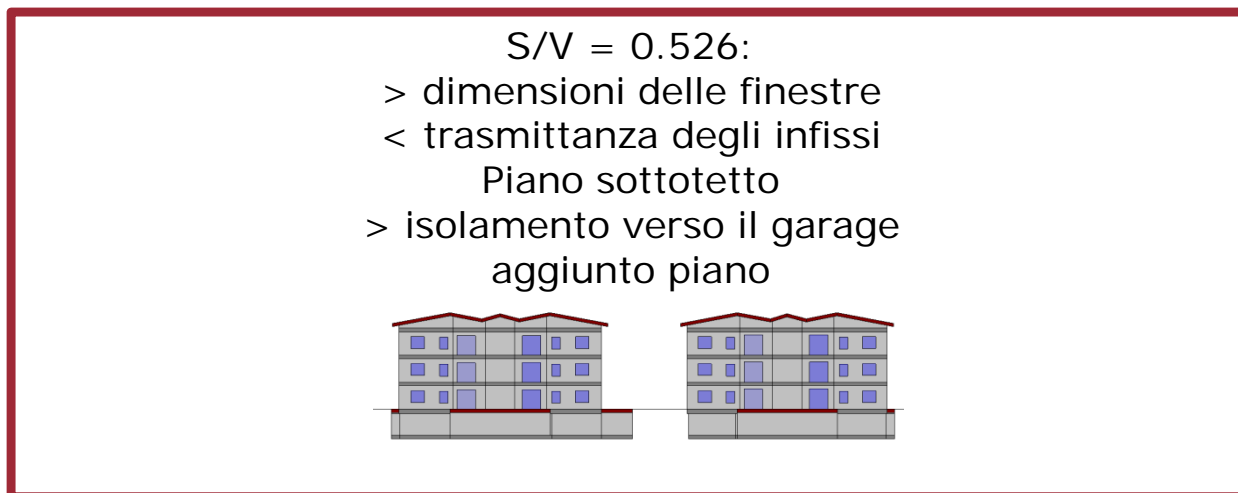 S/V = 0.526:
> dimensioni delle finestre
< trasmittanza degli infissi
Piano sottotetto
> isolamento verso il garage
aggiunto piano